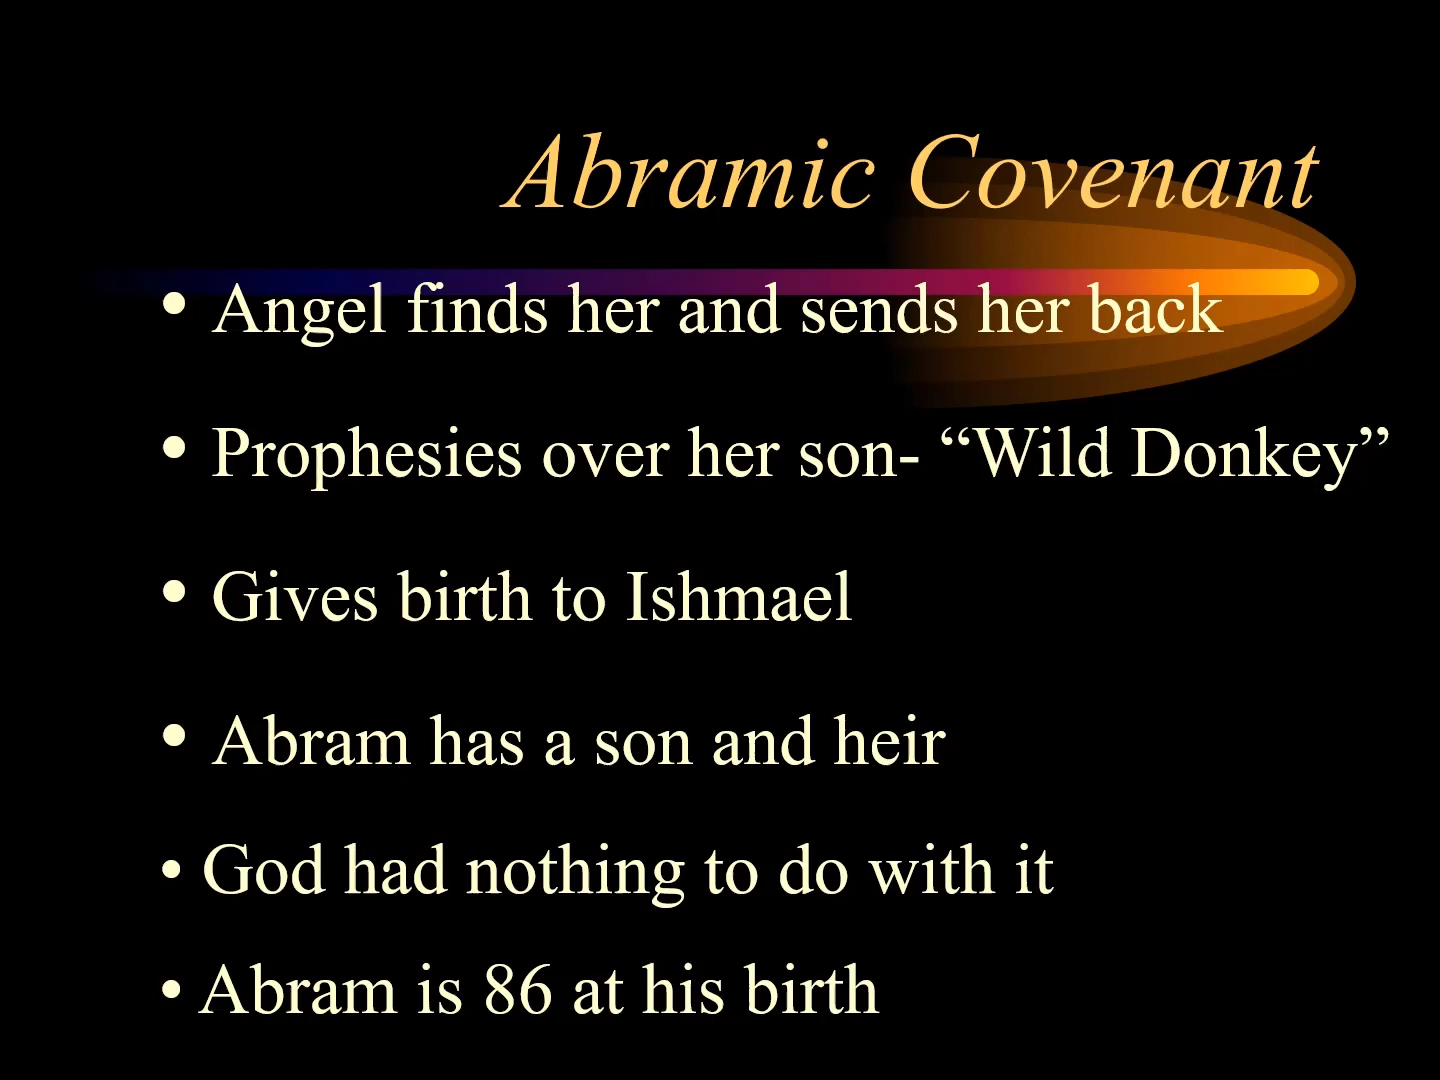 Abramic Covenant
• Angel finds her and sends her back
• Prophesies over her son- “Wild Donkey”
• Gives birth to Ishmael
• Abram has a son and heir
• God had nothing to do with it
• Abram is 86 at his birth